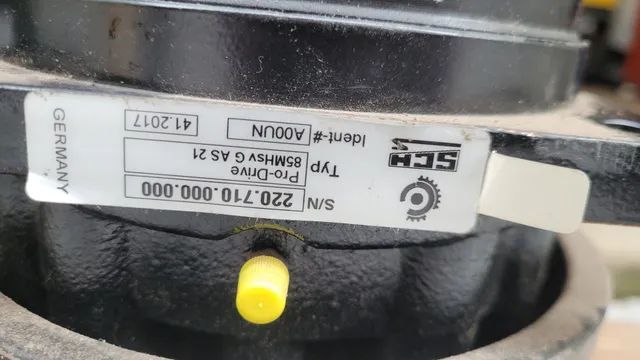 SCH
S/N 220.710.000.000
Pro-Drive
Typ 85MHsv G AS 21
Ident-# A00UN 41.2017
GERMANY